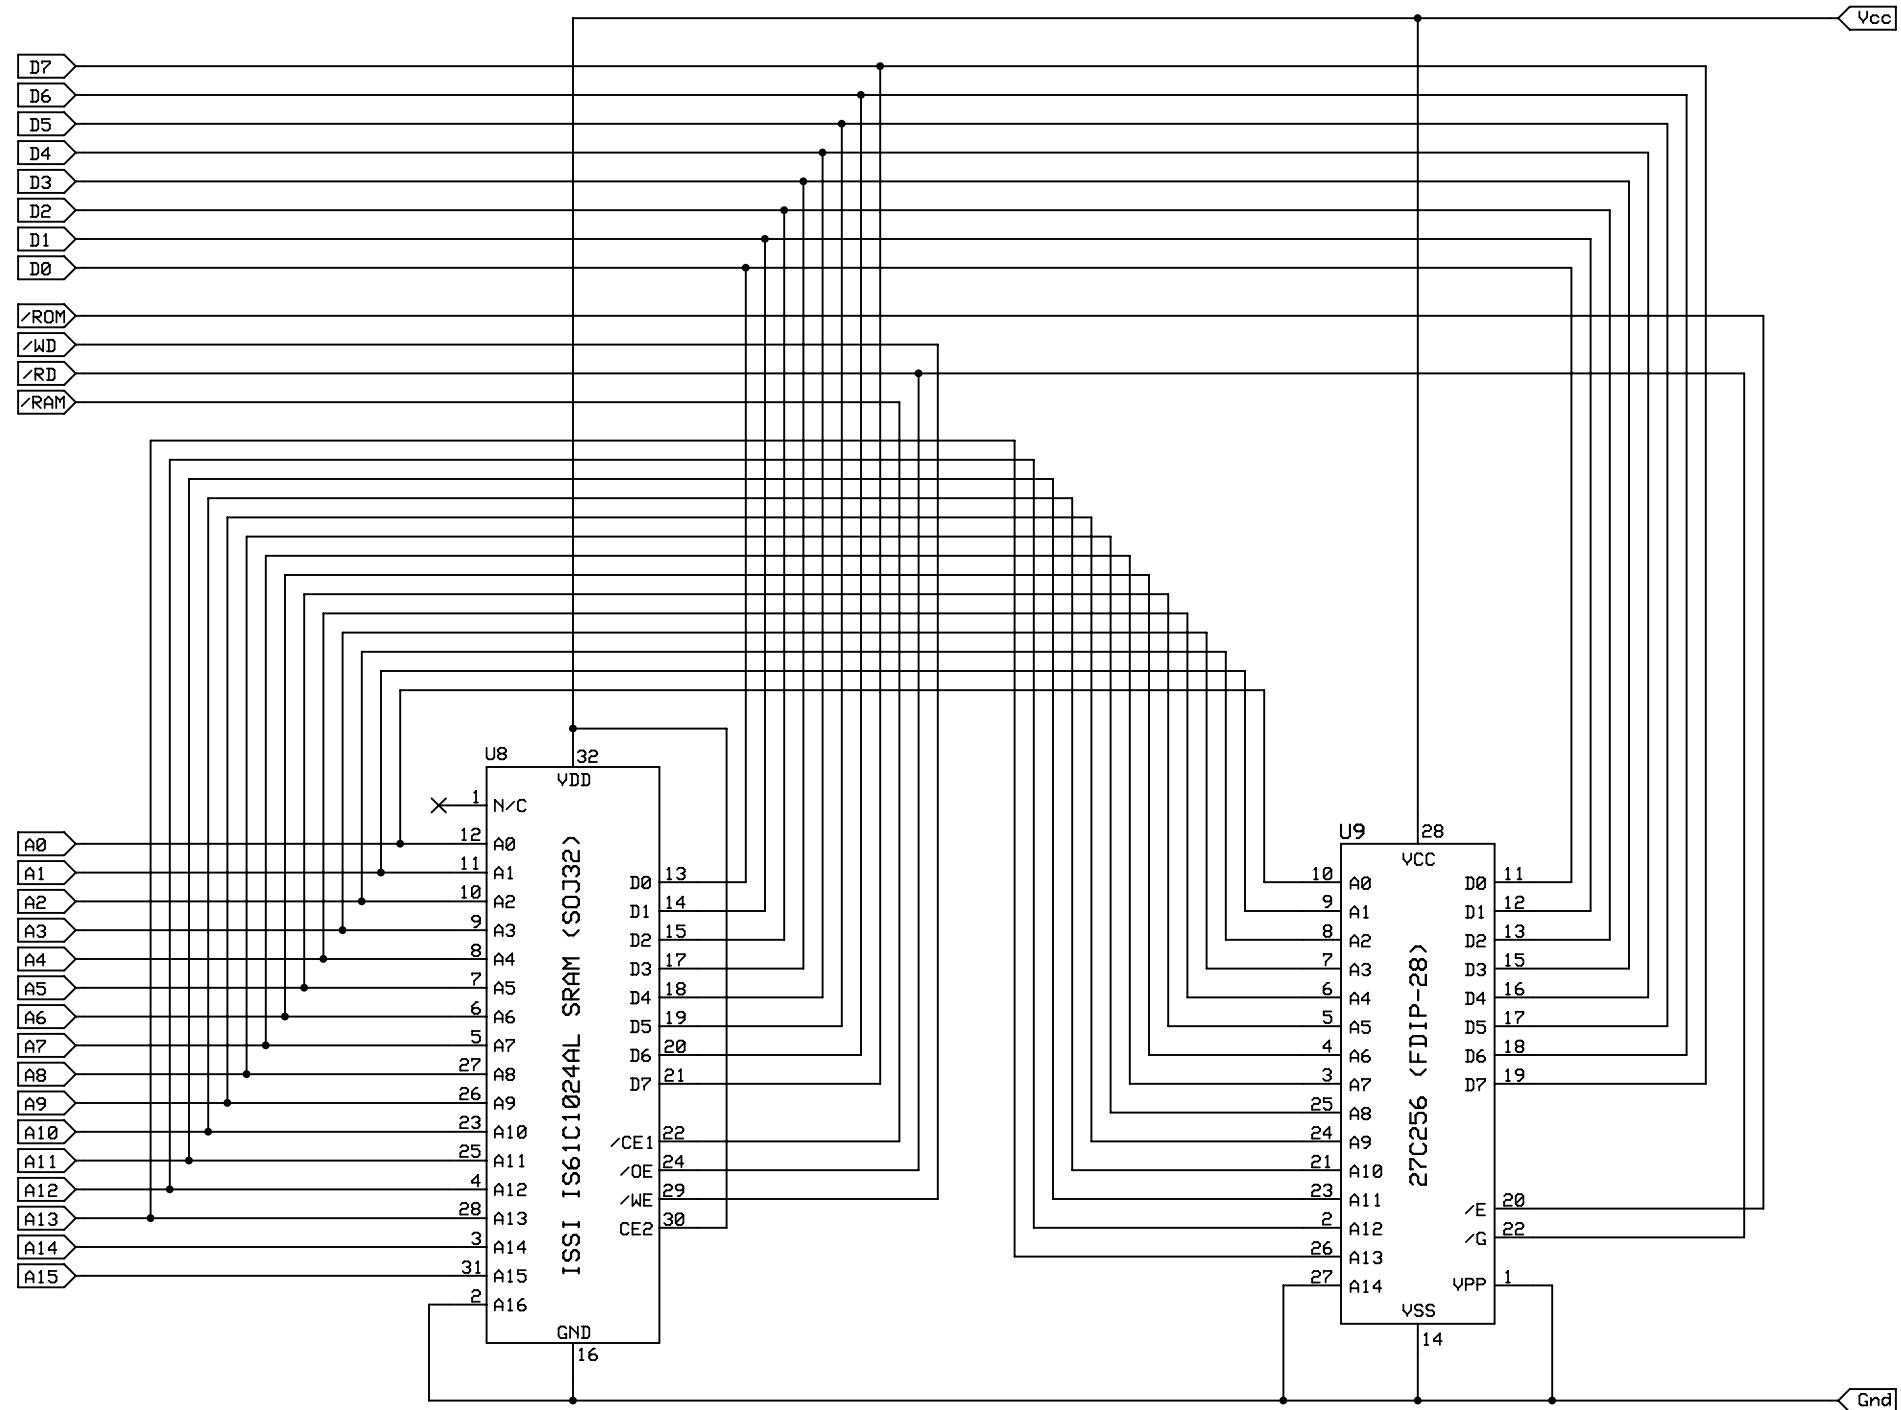 Vcc
D7
D6
D5
D4
D3
D2
D1
D0
/ROM
/WD
/RD
/RAM
U8
32
VDD
1 N/C
A0 12 A0
A1 11 A1
A2 10 A2
A3 9 A3
A4 8 A4
A5 7 A5
A6 6 A6
A7 5 A7
A8 27 A8
A9 26 A9
A10 23 A10
A11 25 A11
A12 4 A12
A13 28 A13
A14 3 A14
A15 31 A15
2 A16
ISSI IS61C1024AL SRAM (SOJ32)
D0 13
D1 14
D2 15
D3 17
D4 18
D5 19
D6 20
D7 21
/CE1 22
/OE 24
/WE 29
CE2 30
GND
16
U9
28
VCC
10 A0
9 A1
8 A2
7 A3
6 A4
5 A5
4 A6
3 A7
25 A8
24 A9
21 A10
23 A11
2 A12
26 A13
27 A14
27C256 (FDIP-28)
D0 11
D1 12
D2 13
D3 15
D4 16
D5 17
D6 18
D7 19
/E 20
/G 22
VPP 1
VSS
14
Gnd